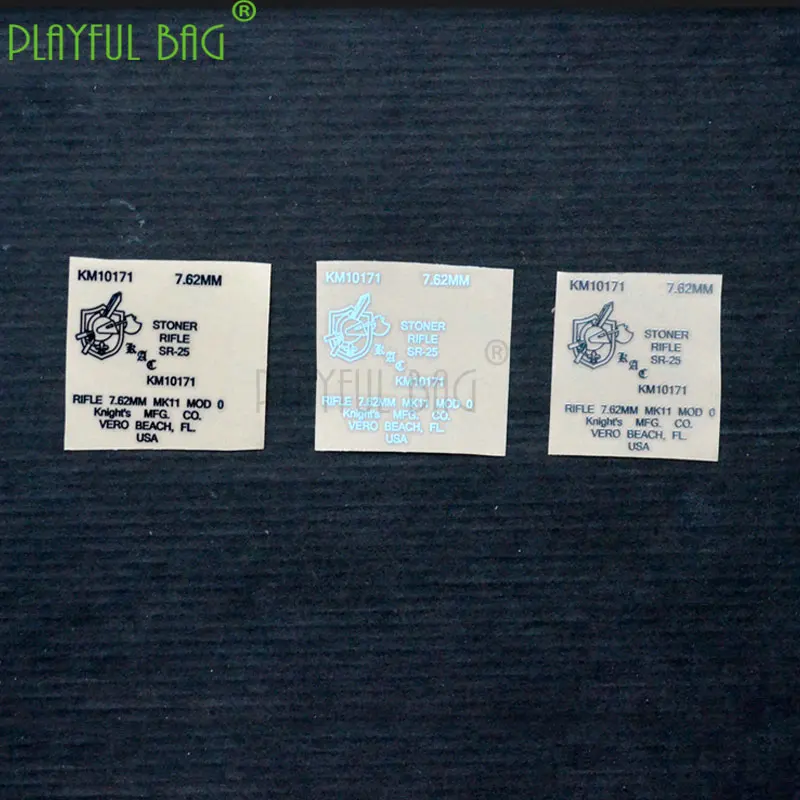 PLAYFUL BAG®
KM10171 7.62MM
STONER
RIFLE
SR-25
KAC
KM10171
RIFLE 7.62MM MK11 MOD 0
Knight's MFG. CO.
VERO BEACH, FL.
USA
KM10171 7.62MM
STONER
RIFLE
SR-25
KAC
KM10171
RIFLE 7.62MM MK11 MOD 0
Knight's MFG. CO.
VERO BEACH, FL.
USA
KM10171 7.62MM
STONER
RIFLE
SR-25
KAC
KM10171
RIFLE 7.62MM MK11 MOD 0
Knight's MFG. CO.
VERO BEACH, FL.
USA
PLAYFUL BAG®